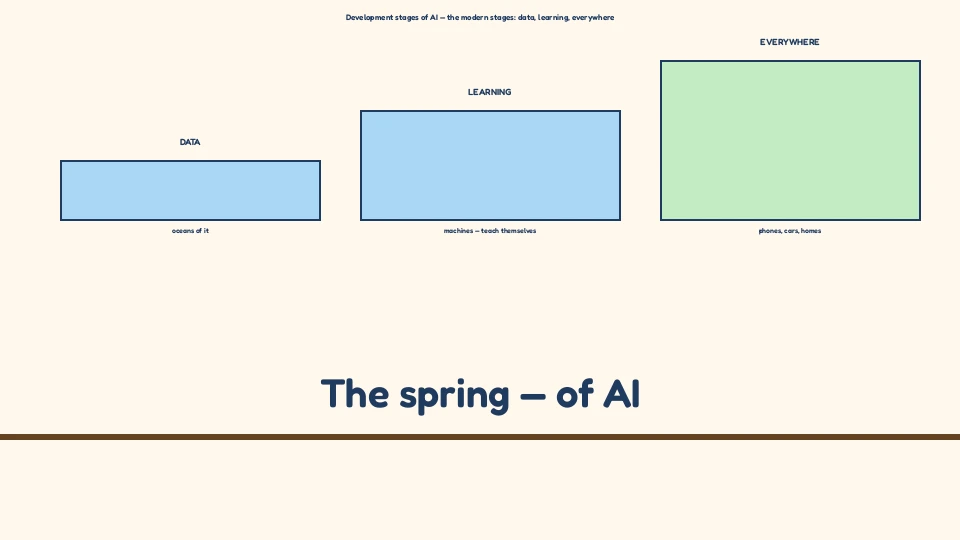 Development stages of AI — the modern stages: data, learning, everywhere
EVERYWHERE
LEARNING
DATA
oceans of it
machines — teach themselves
phones, cars, homes
The spring — of AI